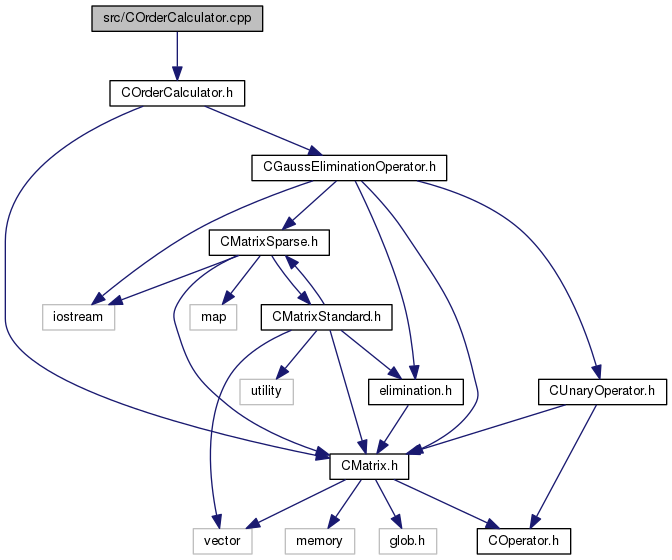 src/COrderCalculator.cpp
COrderCalculator.h
CGaussEliminationOperator.h
CMatrixSparse.h
iostream
map
CMatrixStandard.h
utility
elimination.h
CUnaryOperator.h
CMatrix.h
vector
memory
glob.h
COperator.h